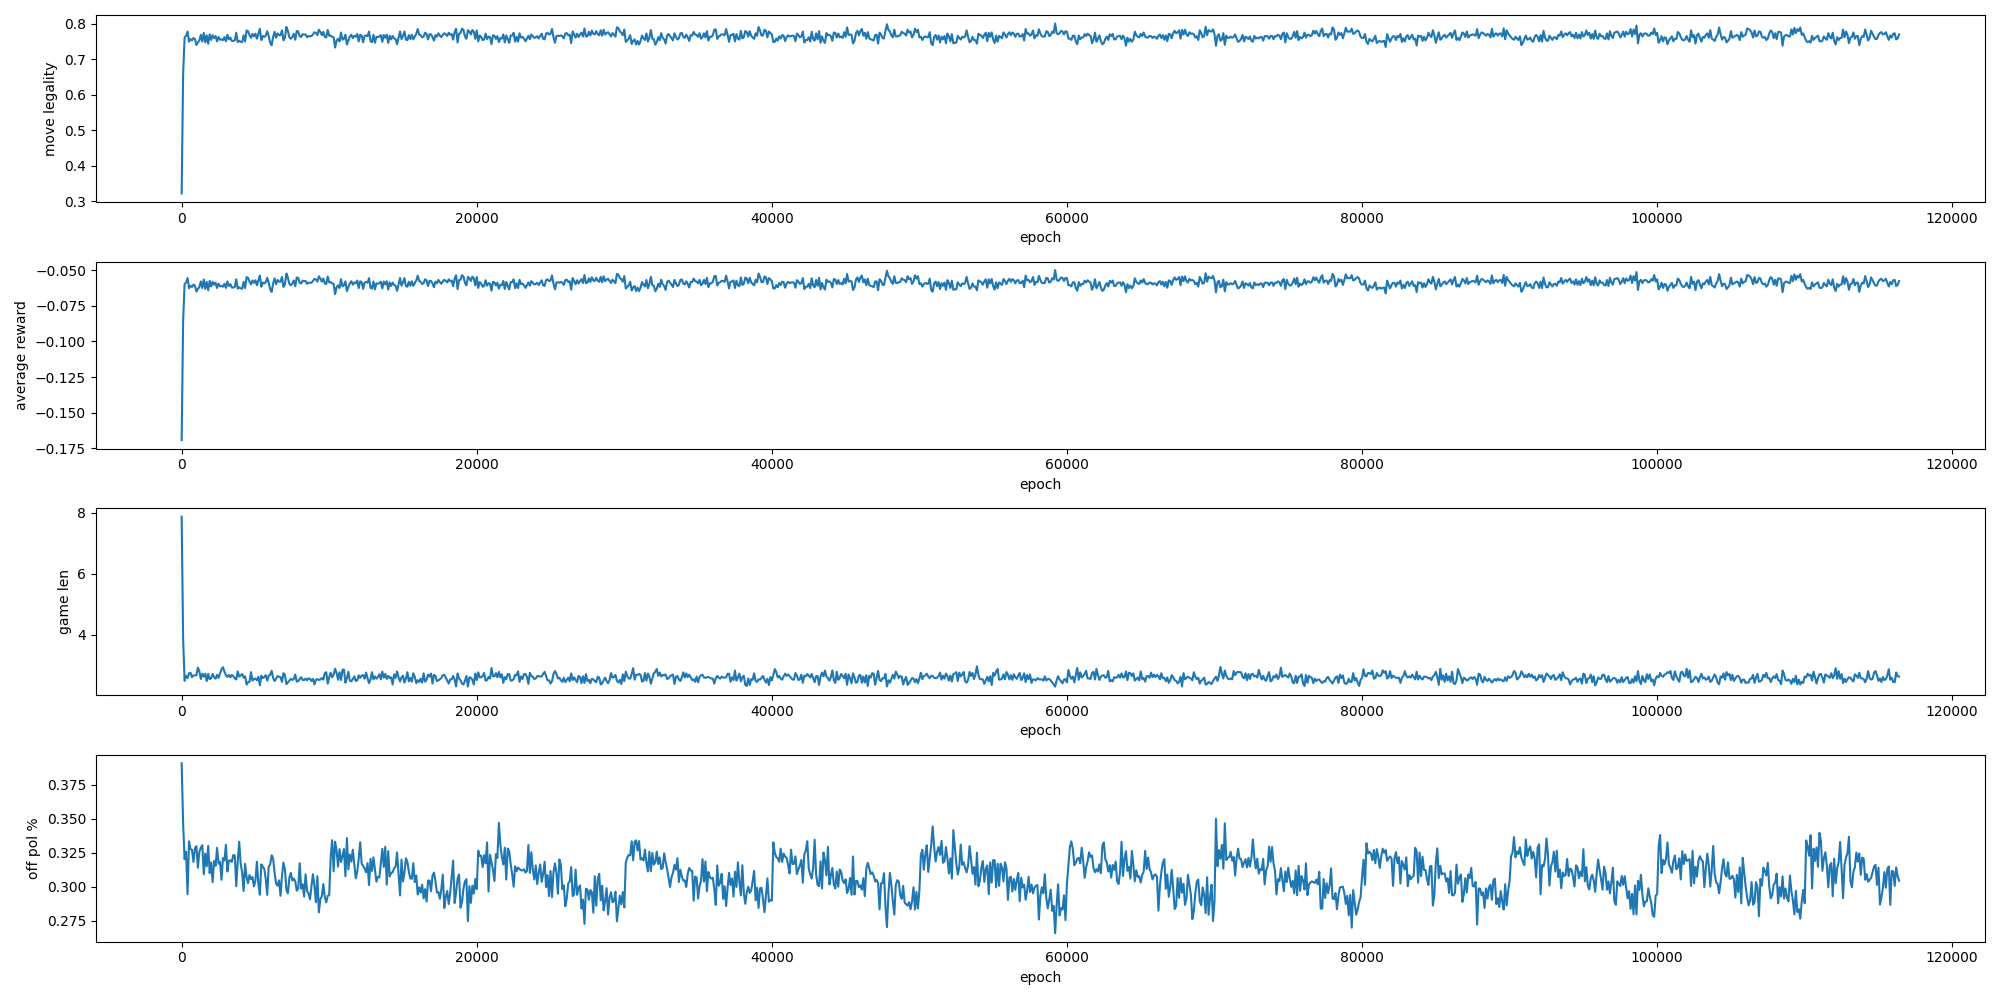 0.8
0.7
0.6
0.5
0.4
0.3
move legality
0 20000 40000 60000 80000 100000 120000
epoch
−0.050
−0.075
−0.100
−0.125
−0.150
−0.175
average reward
0 20000 40000 60000 80000 100000 120000
epoch
8
6
4
game len
0 20000 40000 60000 80000 100000 120000
epoch
0.375
0.350
0.325
0.300
0.275
off pol %
0 20000 40000 60000 80000 100000 120000
epoch